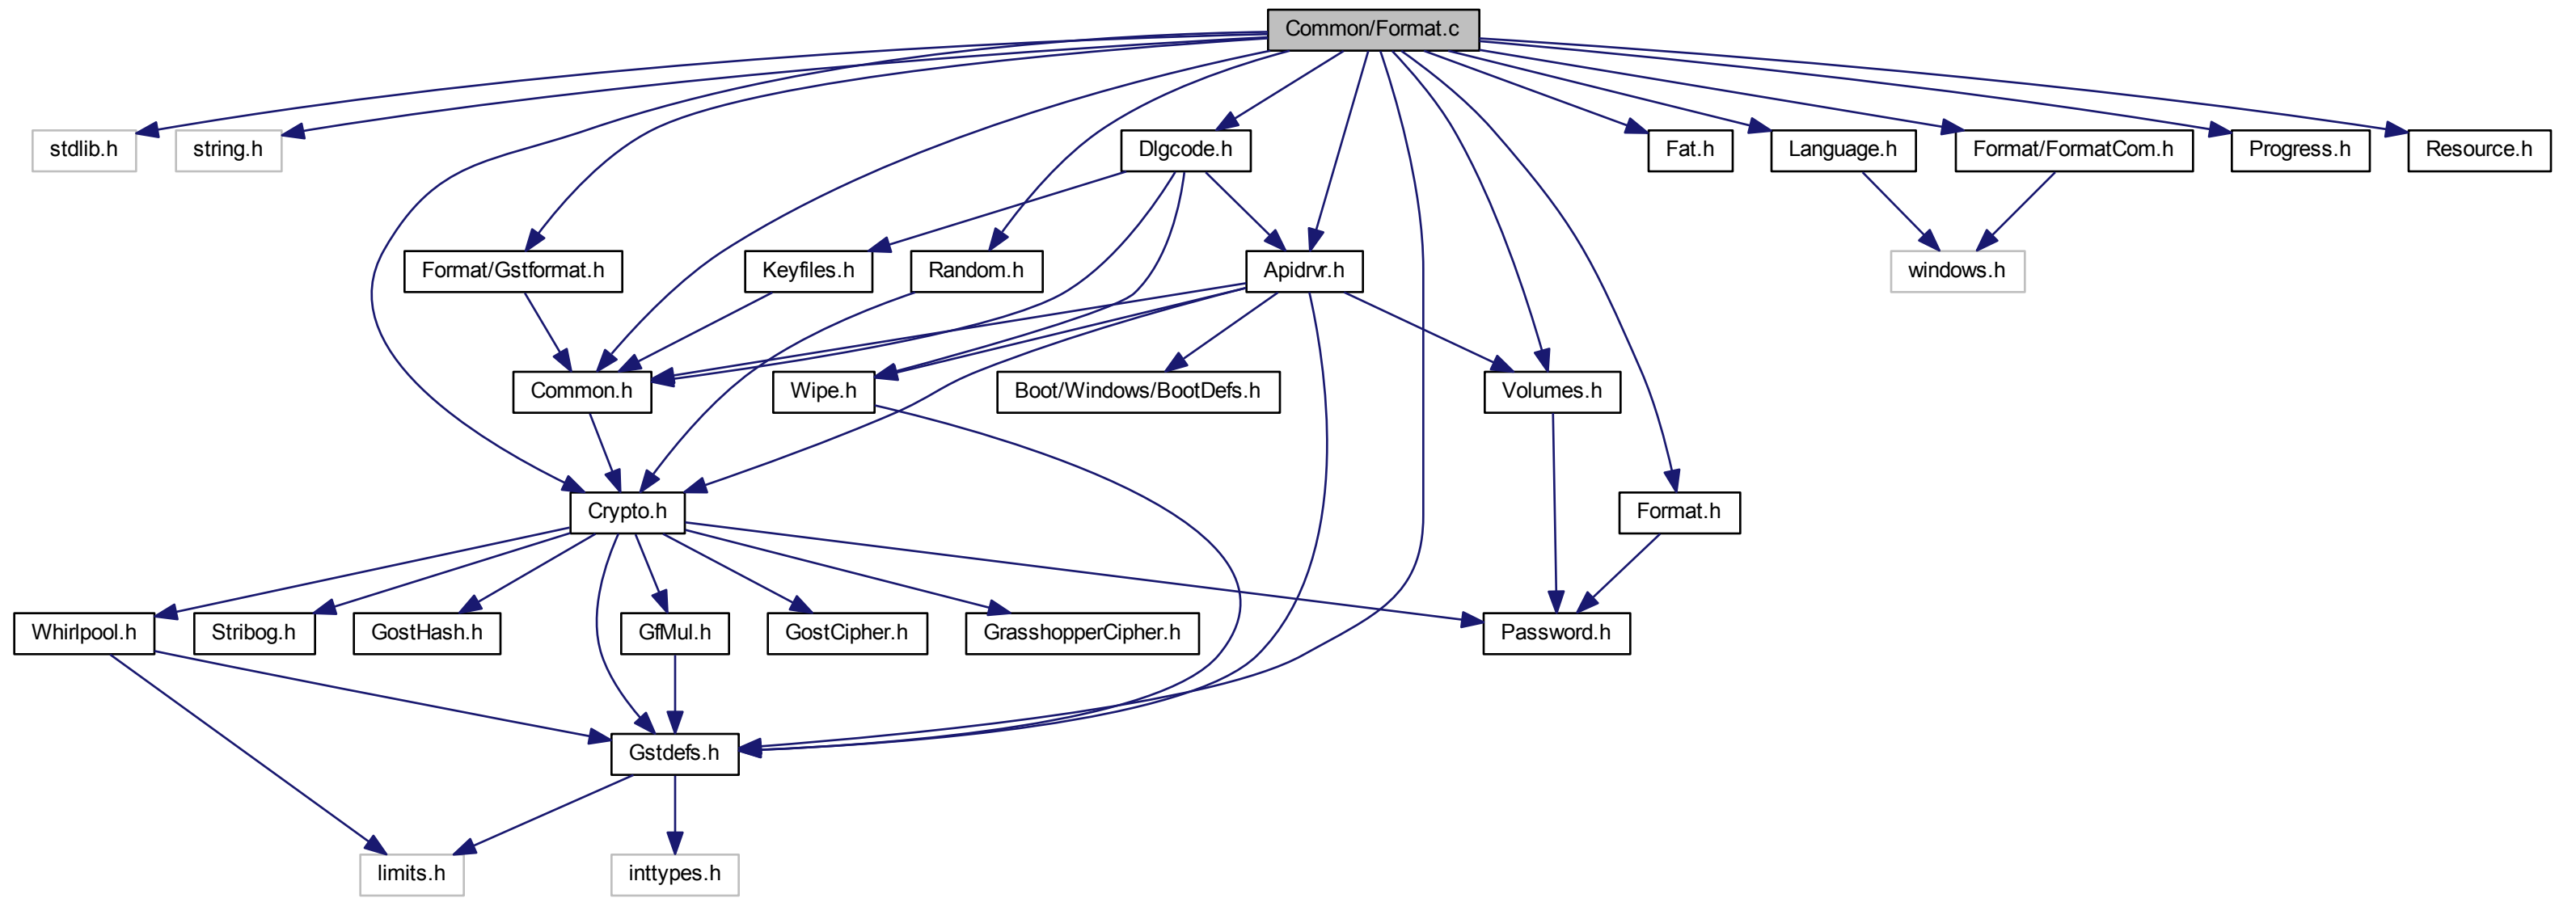 Common/Format.c
stdlib.h
string.h
Dlgcode.h
Fat.h
Language.h
Format/FormatCom.h
Progress.h
Resource.h
Format/Gstformat.h
Keyfiles.h
Random.h
Apidrvr.h
windows.h
Common.h
Wipe.h
Boot/Windows/BootDefs.h
Volumes.h
Crypto.h
Format.h
Whirlpool.h
Stribog.h
GostHash.h
GfMul.h
GostCipher.h
GrasshopperCipher.h
Password.h
Gstdefs.h
limits.h
inttypes.h